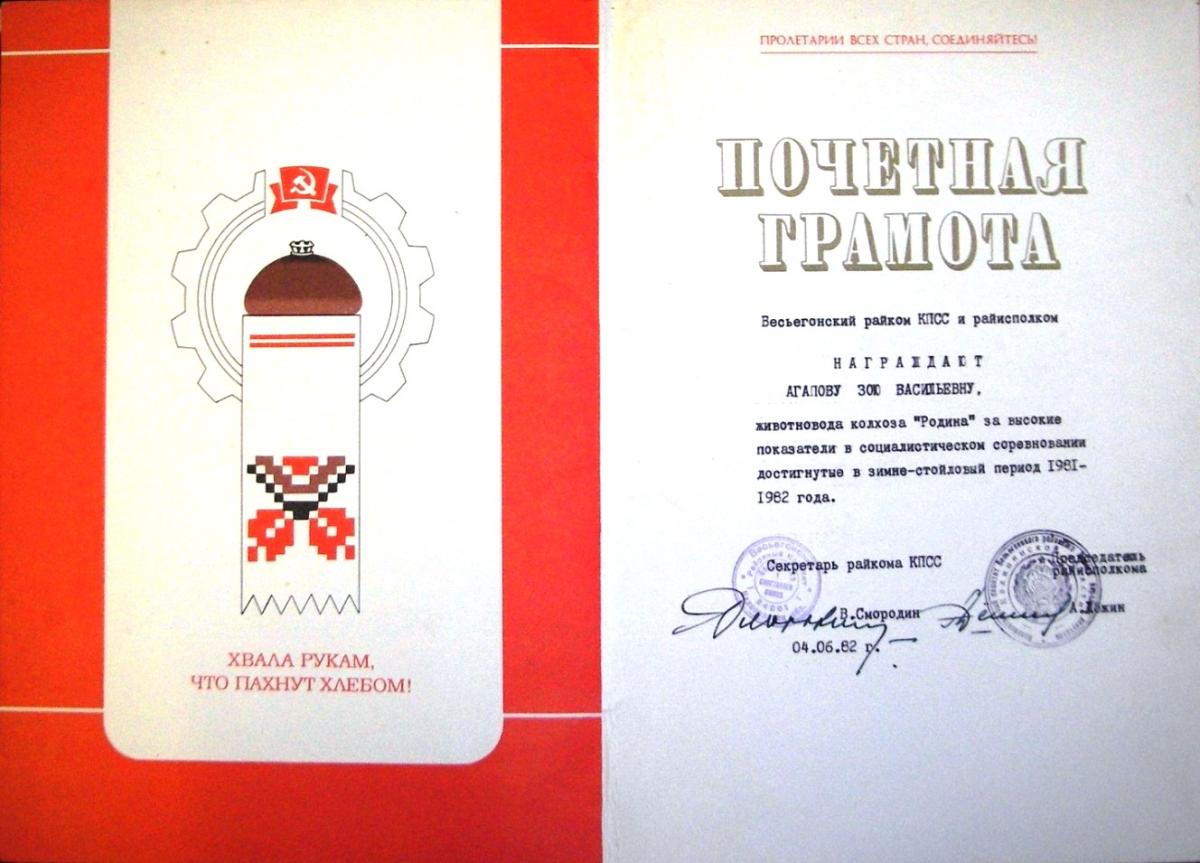 ХВАЛА РУКАМ,
ЧТО ПАХНУТ ХЛЕБОМ!
ПРОЛЕТАРИИ ВСЕХ СТРАН, СОЕДИНЯЙТЕСЬ!
ПОЧЕТНАЯ
ГРАМОТА
Весьегонский райком КПСС и райисполком
НАГРАЖДАЮТ
АГАПОВУ ЗОЮ ВАСИЛЬЕВНУ,
животновода колхоза "Родина" за высокие
показатели в социалистическом соревновании
достигнутые в зимне-стойловый период 1981-
1982 года.
Секретарь райкома КПСС
В.Смородин
04.06.82 г.
Председатель
райисполкома